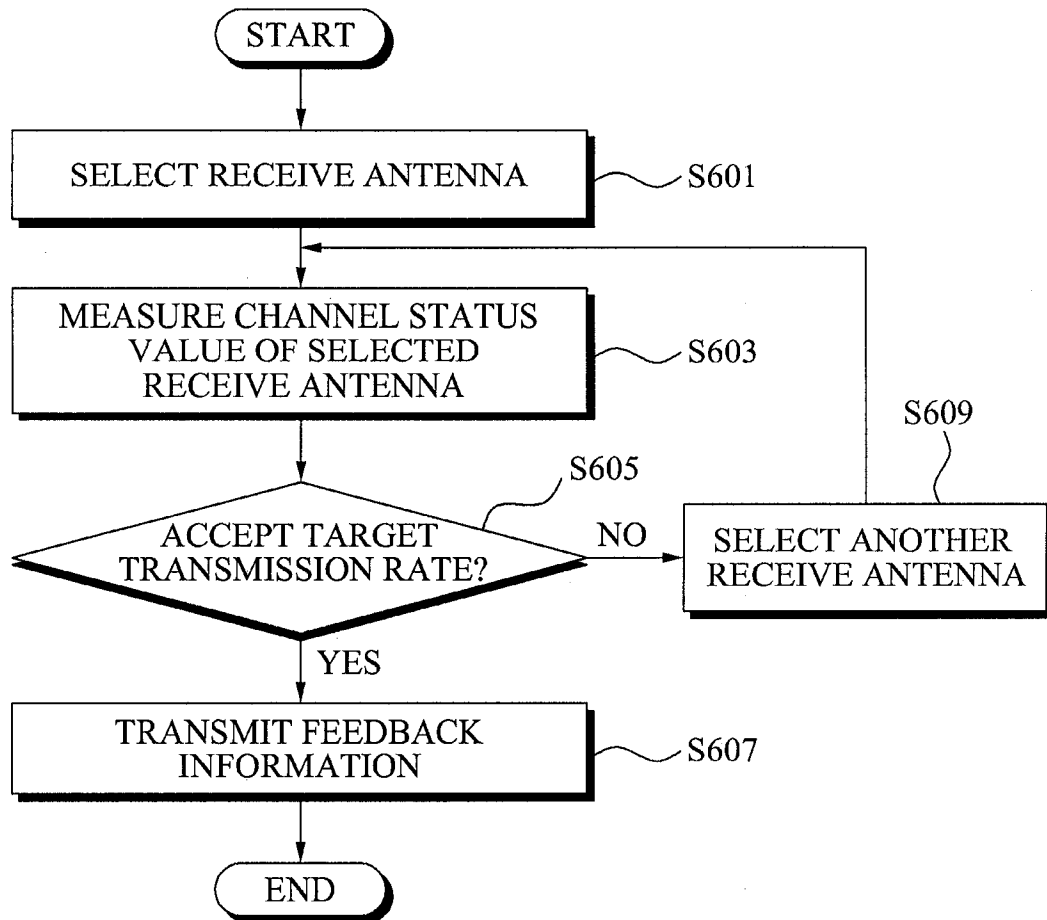 START
SELECT RECEIVE ANTENNA
S601
MEASURE CHANNEL STATUS
VALUE OF SELECTED
RECEIVE ANTENNA
S603
S609
S605
ACCEPT TARGET
TRANSMISSION RATE?
NO
SELECT ANOTHER
RECEIVE ANTENNA
YES
TRANSMIT FEEDBACK
INFORMATION
S607
END